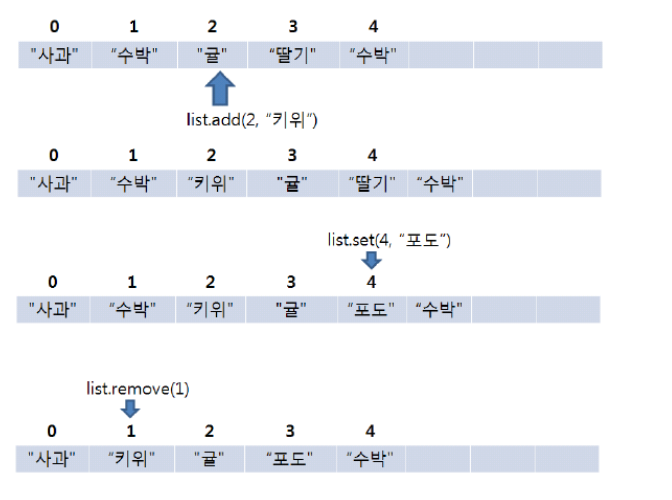 0 1 2 3 4
"사과" "수박" "귤" "딸기" "수박"
list.add(2, "키위")
0 1 2 3 4
"사과" "수박" "키위" "귤" "딸기" "수박"
list.set(4, "포도")
0 1 2 3 4
"사과" "수박" "키위" "귤" "포도" "수박"
list.remove(1)
0 1 2 3 4
"사과" "키위" "귤" "포도" "수박"